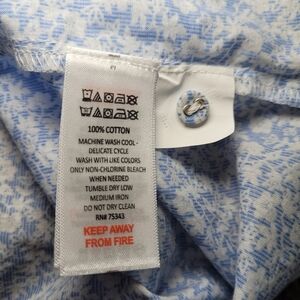 100% COTTON
MACHINE WASH COOL -
DELICATE CYCLE
WASH WITH LIKE COLORS
ONLY NON-CHLORINE BLEACH
WHEN NEEDED
TUMBLE DRY LOW
MEDIUM IRON
DO NOT DRY CLEAN
RN# 75343
KEEP AWAY
FROM FIRE